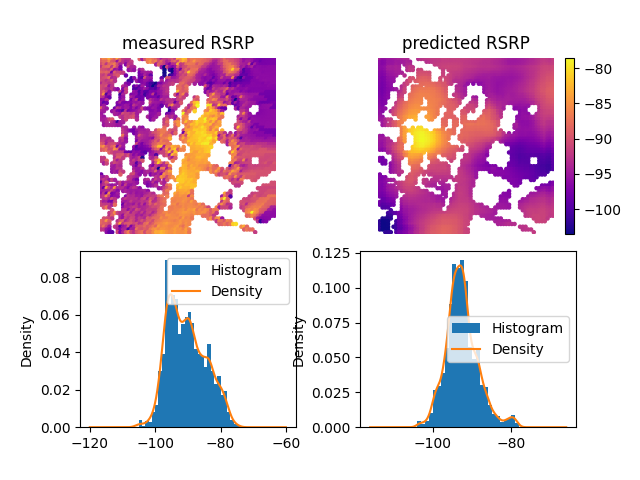 measured RSRP
predicted RSRP
−80
−85
−90
−95
−100
Density
0.08
0.06
0.04
0.02
0.00
Histogram
Density
−120 −100 −80 −60
Density
0.125
0.100
0.075
0.050
0.025
0.000
Histogram
Density
−100 −80